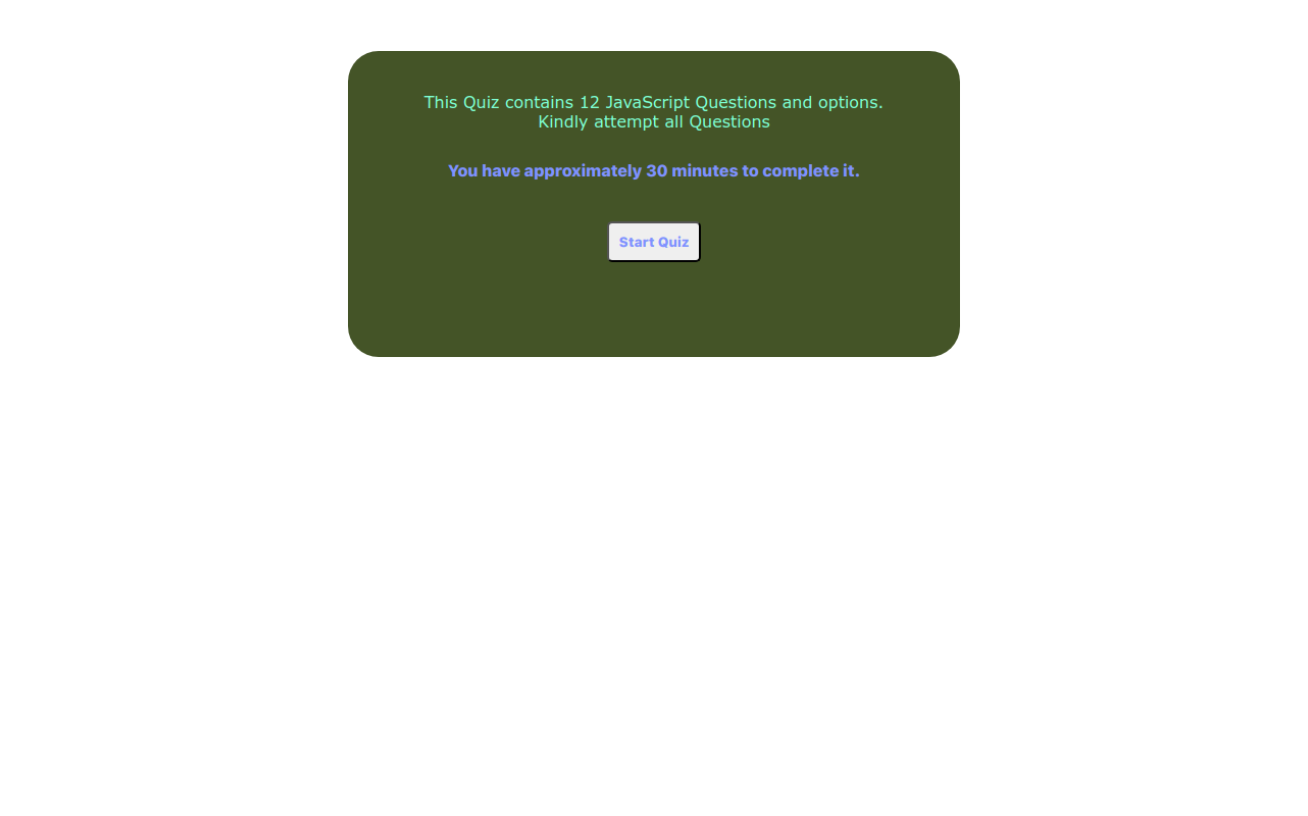 This Quiz contains 12 JavaScript Questions and options.
Kindly attempt all Questions
You have approximately 30 minutes to complete it.
Start Quiz